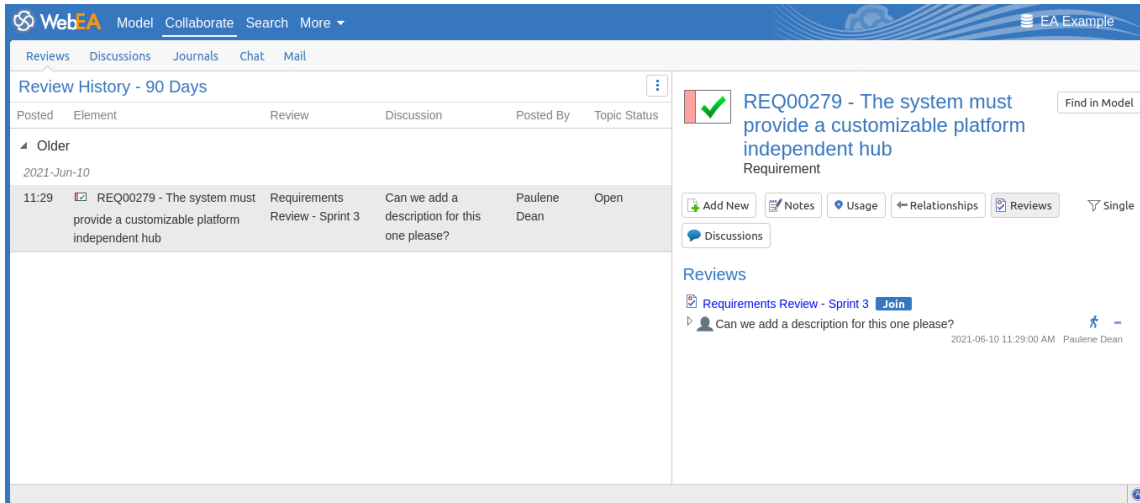 WebEA Model Collaborate Search More EA Example
Reviews Discussions Journals Chat Mail
Review History - 90 Days
Posted Element Review Discussion Posted By Topic Status
Older
2021-Jun-10
11:29 REQ00279 - The system must Requirements Can we add a Paulene Open
provide a customizable platform Review - Sprint 3 description for this Dean
independent hub one please?
REQ00279 - The system must Find in Model
provide a customizable platform
independent hub
Requirement
Add New Notes Usage Relationships Reviews Single
Discussions
Reviews
Requirements Review - Sprint 3 Join
Can we add a description for this one please?
2021-06-10 11:29:00 AM Paulene Dean